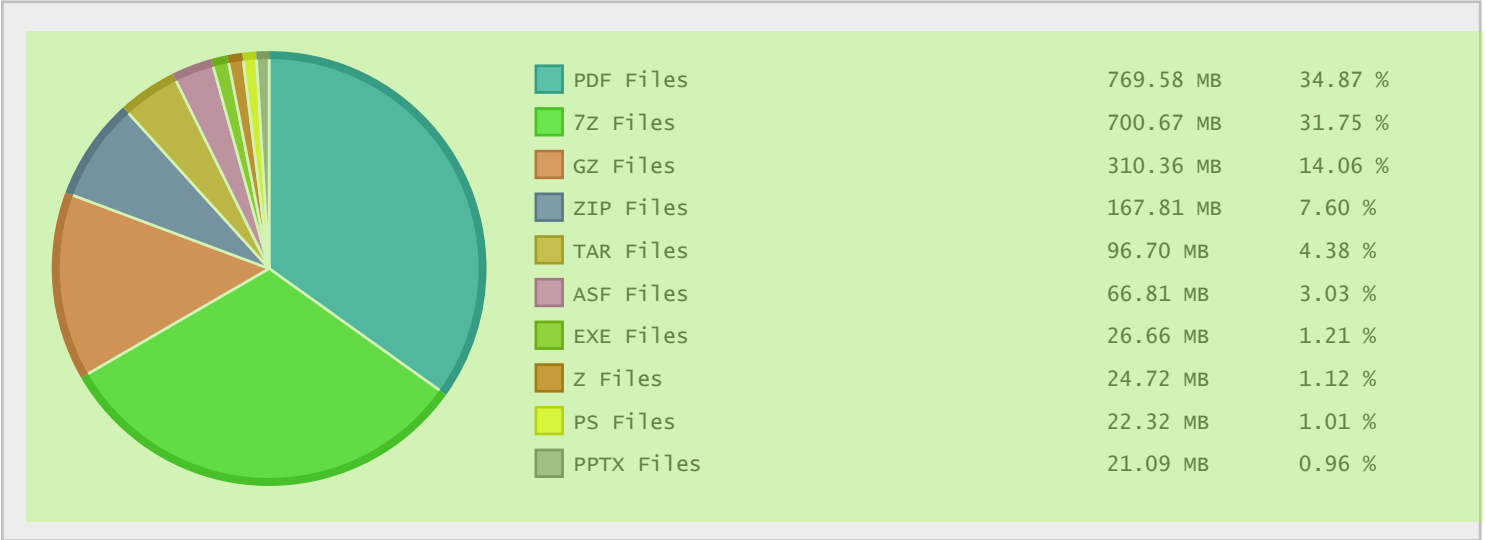 PDF Files 769.58 MB 34.87 %
7Z Files 700.67 MB 31.75 %
GZ Files 310.36 MB 14.06 %
ZIP Files 167.81 MB 7.60 %
TAR Files 96.70 MB 4.38 %
ASF Files 66.81 MB 3.03 %
EXE Files 26.66 MB 1.21 %
Z Files 24.72 MB 1.12 %
PS Files 22.32 MB 1.01 %
PPTX Files 21.09 MB 0.96 %